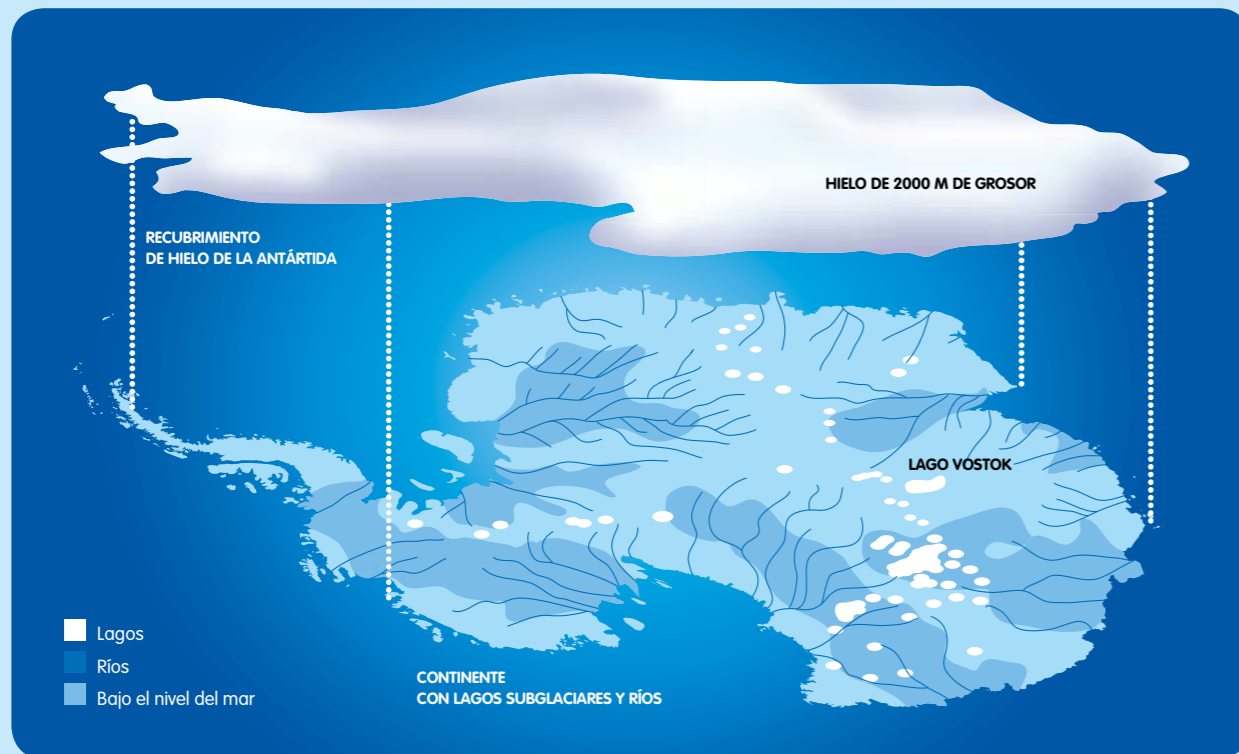 HIELO DE 2000 M DE GROSOR
RECUBRIMIENTO
DE HIELO DE LA ANTÁRTIDA
LAGO VOSTOK
Lagos
Ríos
Bajo el nivel del mar
CONTINENTE
CON LAGOS SUBGLACIARES Y RÍOS